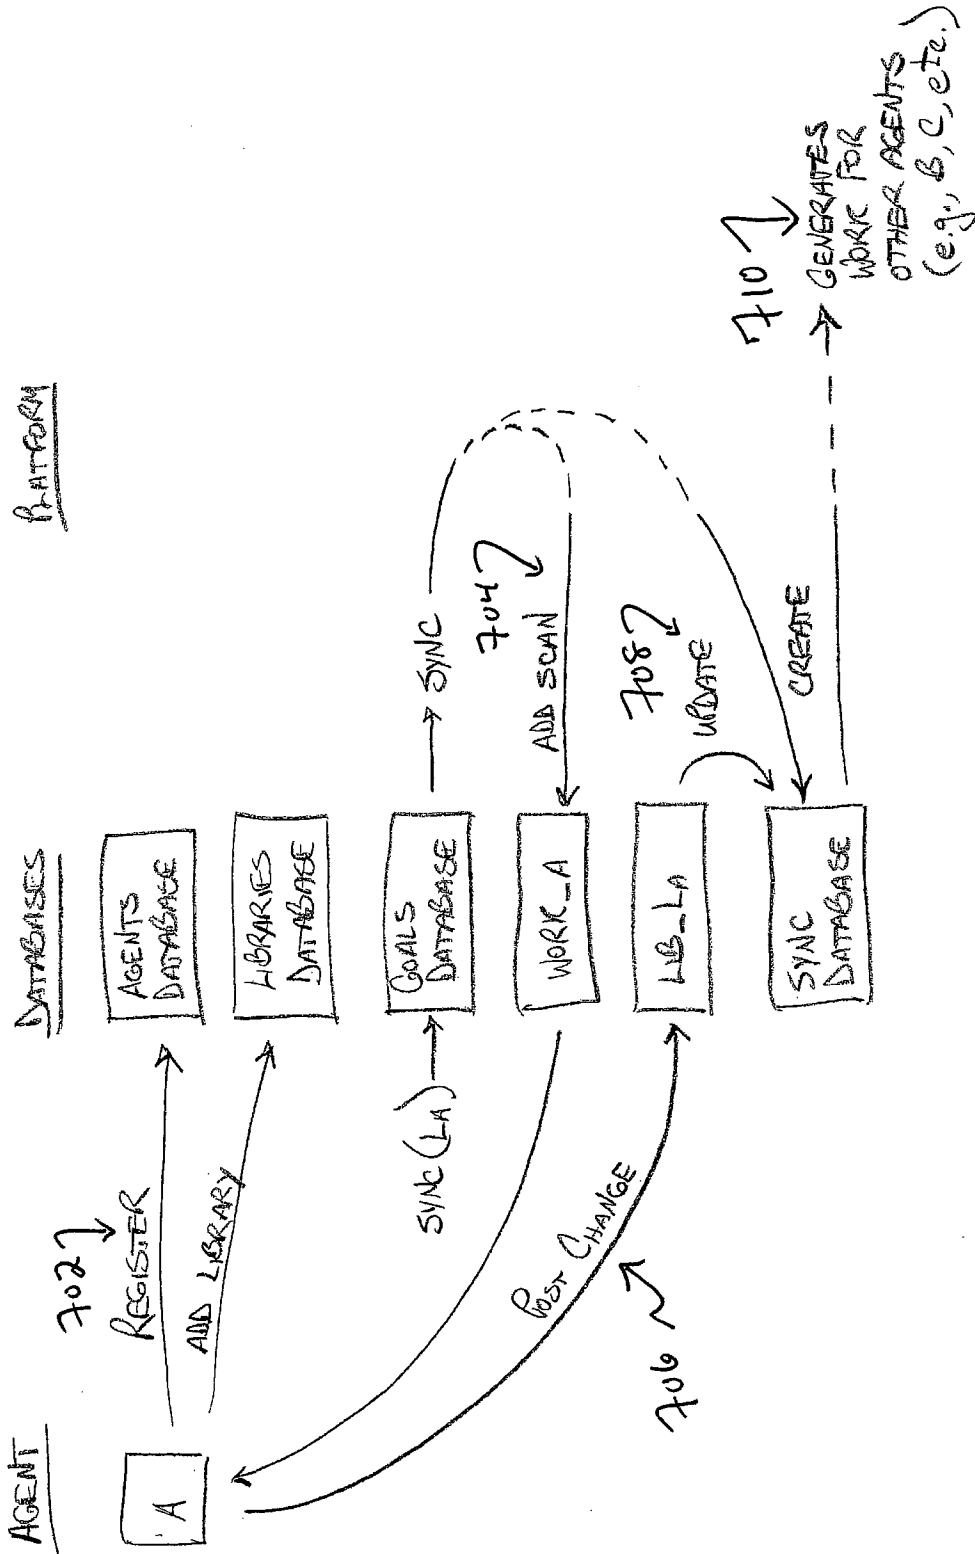 AGENT
DATABASES
PLATFORM
A
702
REGISTER
ADD LIBRARY
AGENTS
DATABASE
LIBRARIES
DATABASE
SYNC (LA)
GOALS
DATABASE
SYNC
704
ADD SCAN
WORK_A
POST CHANGE
706
LIB_LA
708
UPDATE
SYNC
DATABASE
CREATE
710
GENERATES
WORK FOR
OTHER AGENTS
(e.g., B, C, etc.)